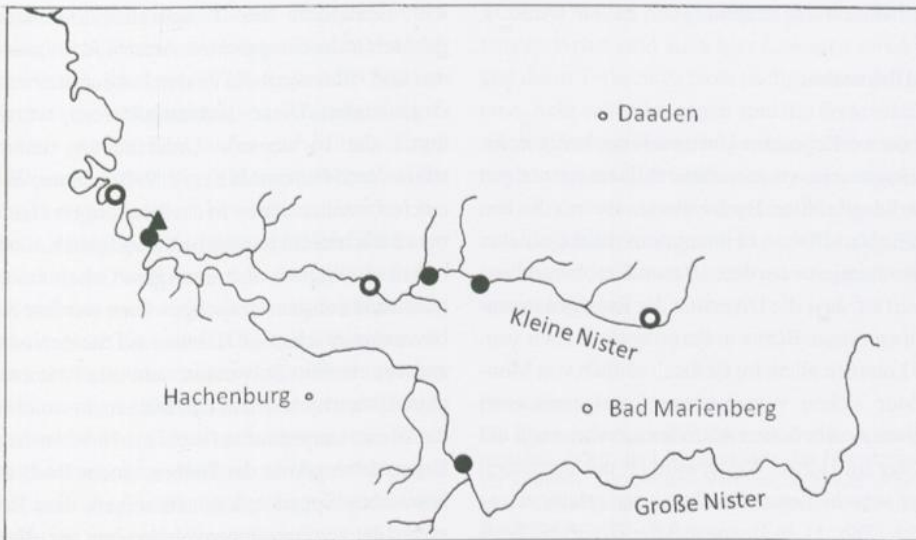 Daaden
Kleine Nister
Hachenburg
Bad Marienberg
Große Nister